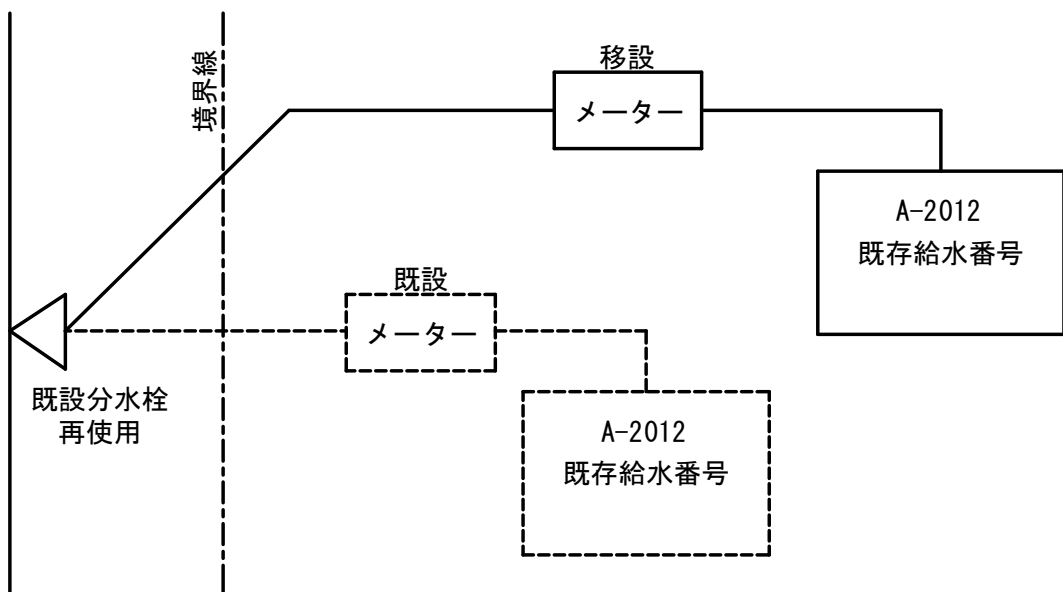 境界線
移設
メーター
A-2012
既存給水番号
既設
メーター
既設分水栓
再使用
A-2012
既存給水番号